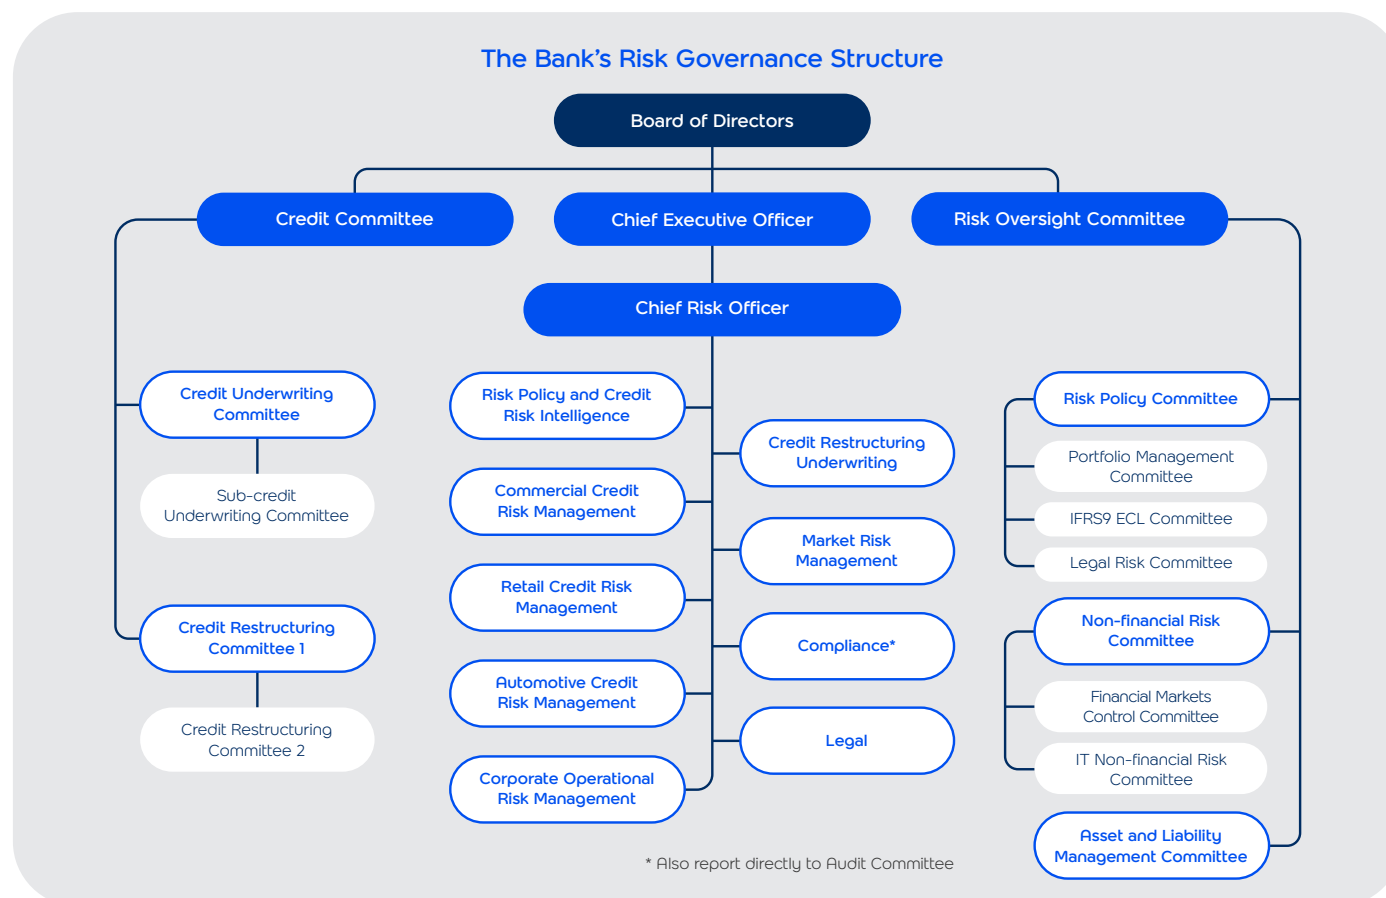 The Bank's Risk Governance Structure
Board of Directors
Credit Committee
Chief Executive Officer
Risk Oversight Committee
Chief Risk Officer
Credit Underwriting
Committee
Sub-credit
Underwriting Committee
Credit Restructuring
Committee 1
Credit Restructuring
Committee 2
Risk Policy and Credit
Risk Intelligence
Commercial Credit
Risk Management
Retail Credit Risk
Management
Automotive Credit
Risk Management
Corporate Operational
Risk Management
Credit Restructuring
Underwriting
Market Risk
Management
Compliance*
Legal
Risk Policy Committee
Portfolio Management
Committee
IFRS9 ECL Committee
Legal Risk Committee
Non-financial Risk
Committee
Financial Markets
Control Committee
IT Non-financial Risk
Committee
Asset and Liability
Management Committee
* Also report directly to Audit Committee